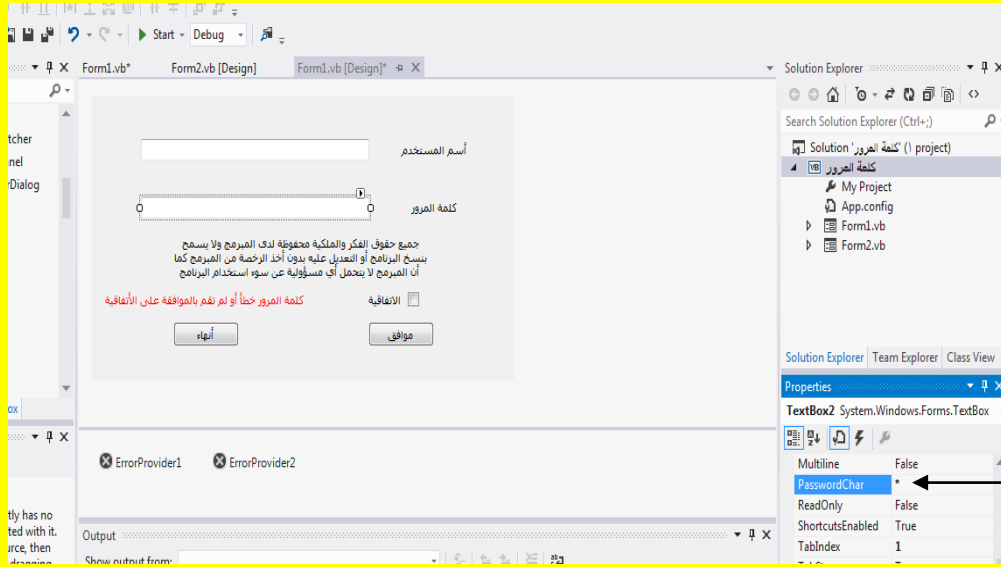 Start Debug
Form1.vb* Form2.vb [Design] Form1.vb [Design]*
tcher
nel
rDialog
ox
tly has no
ted with it.
urce, then
dragging
أسم المستخدم
كلمة المرور
جميع حقوق الفكر والملكية محفوظة لدى المبرمج ولا يسمح
بنسخ البرنامج أو التعديل عليه بدون أخذ الرخصة من المبرمج كما
أن المبرمج لا يتحمل أي مسؤولية عن سوء استخدام البرنامج
الاتفاقية
كلمة المرور خطأ أو لم تقم بالموافقة على الأتفاقية
موافق
أنهاء
ErrorProvider1 ErrorProvider2
Output
Show output from:
Solution Explorer
Search Solution Explorer (Ctrl+;)
Solution 'كلمة المرور' (١ project)
كلمة المرور
My Project
App.config
Form1.vb
Form2.vb
Solution Explorer Team Explorer Class View
Properties
TextBox2 System.Windows.Forms.TextBox
Multiline False
PasswordChar *
ReadOnly False
ShortcutsEnabled True
TabIndex 1